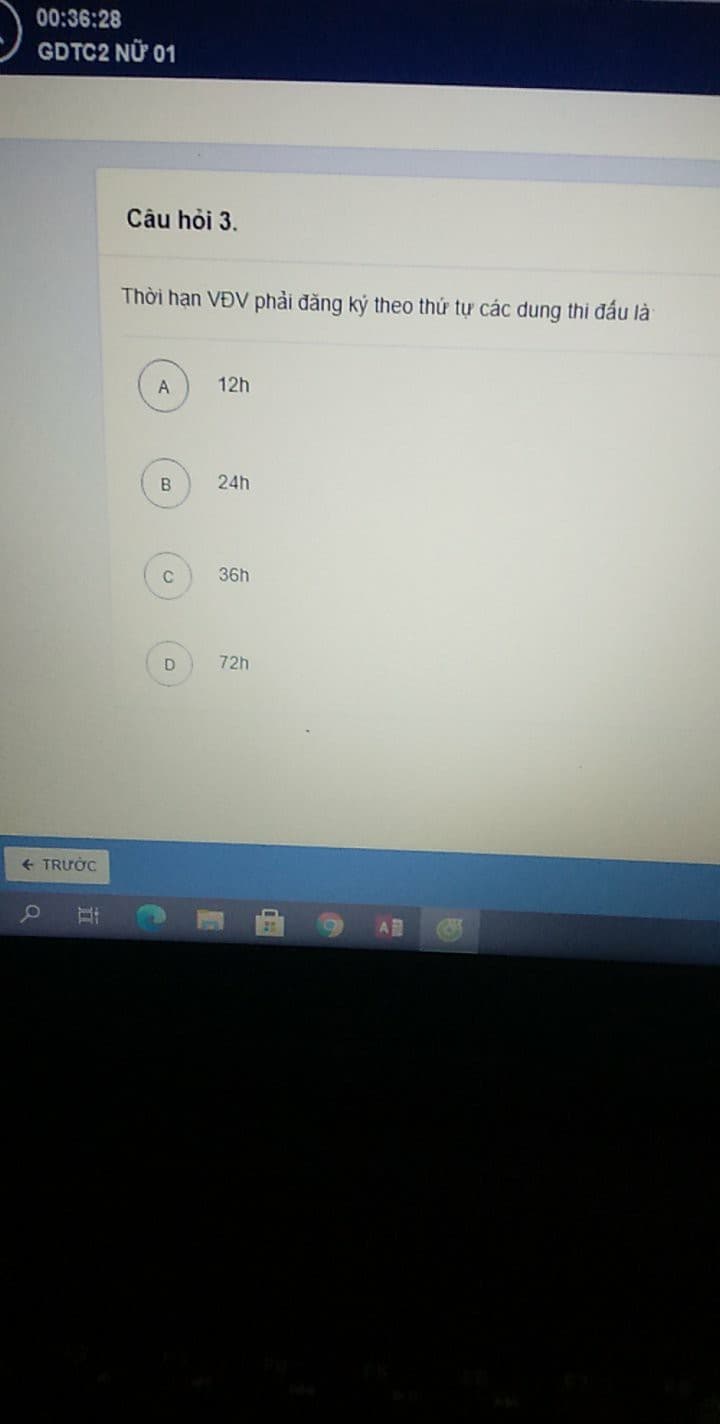 00:36:28
GDTC2 NỮ 01
Câu hỏi 3.
Thời hạn VĐV phải đăng ký theo thứ tự các dung thi đấu là
A 12h
B 24h
C 36h
D 72h
← TRƯỚC